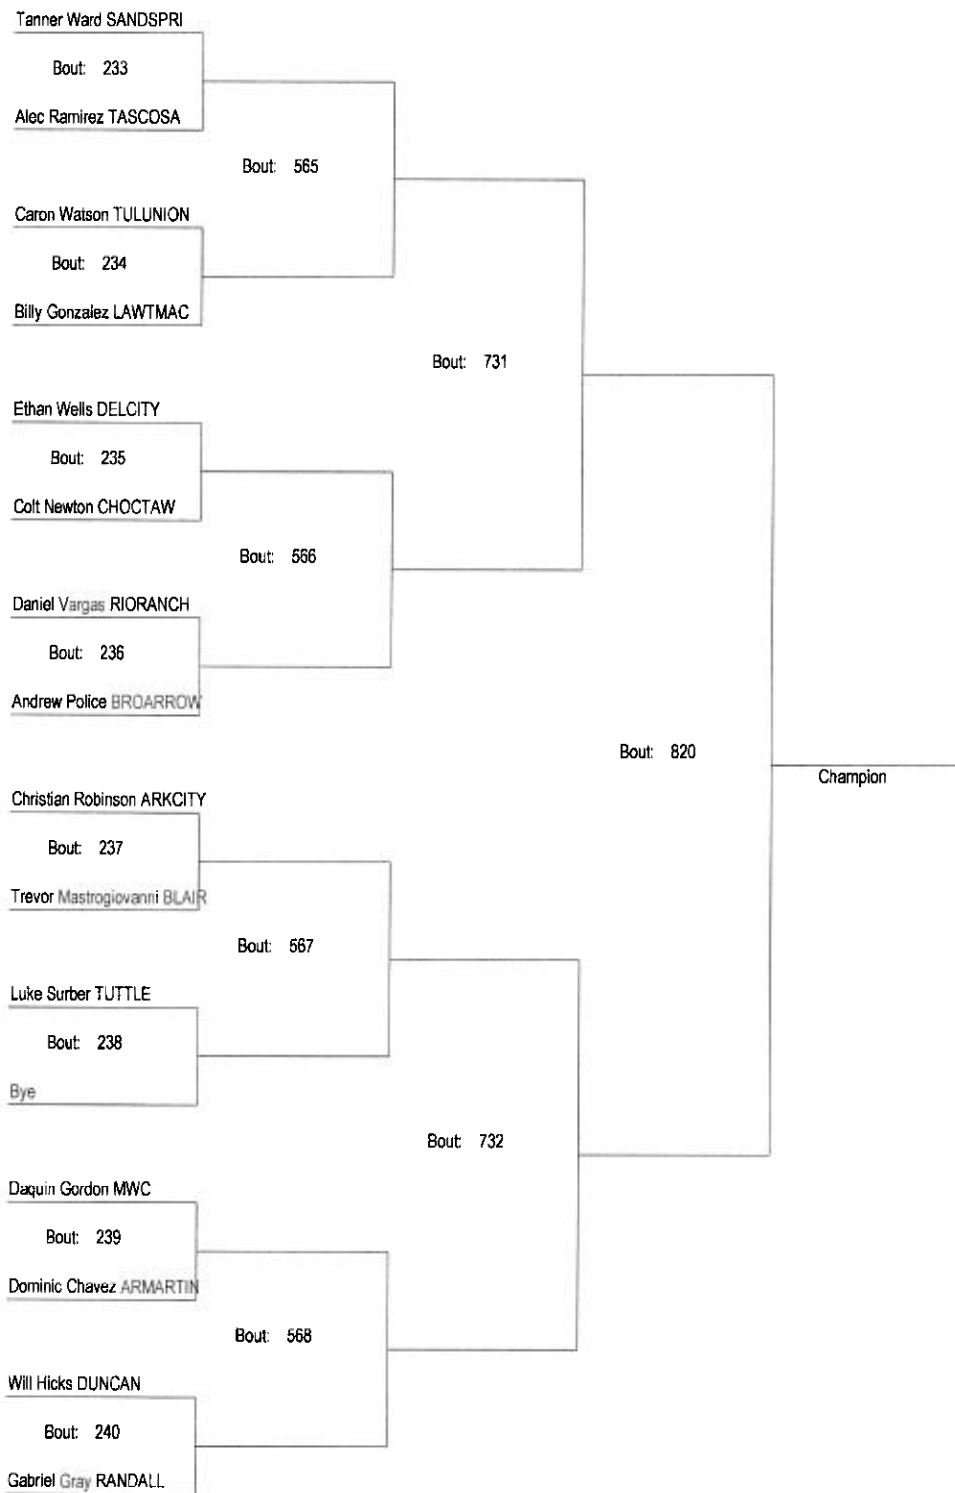 Tanner Ward SANDSPRI
Bout: 233
Alec Ramirez TASCOSA
Bout: 565
Caron Watson TULUNION
Bout: 234
Billy Gonzalez LAWTMAC
Bout: 731
Ethan Wells DELCITY
Bout: 235
Colt Newton CHOCTAW
Bout: 566
Daniel Vargas RIORANCH
Bout: 236
Andrew Police BROARROW
Bout: 820
Champion
Christian Robinson ARKCITY
Bout: 237
Trevor Mastrogiovanni BLAIR
Bout: 567
Luke Surber TUTTLE
Bout: 238
Bye
Bout: 732
Daquin Gordon MWC
Bout: 239
Dominic Chavez ARMARTIN
Bout: 568
Will Hicks DUNCAN
Bout: 240
Gabriel Gray RANDALL